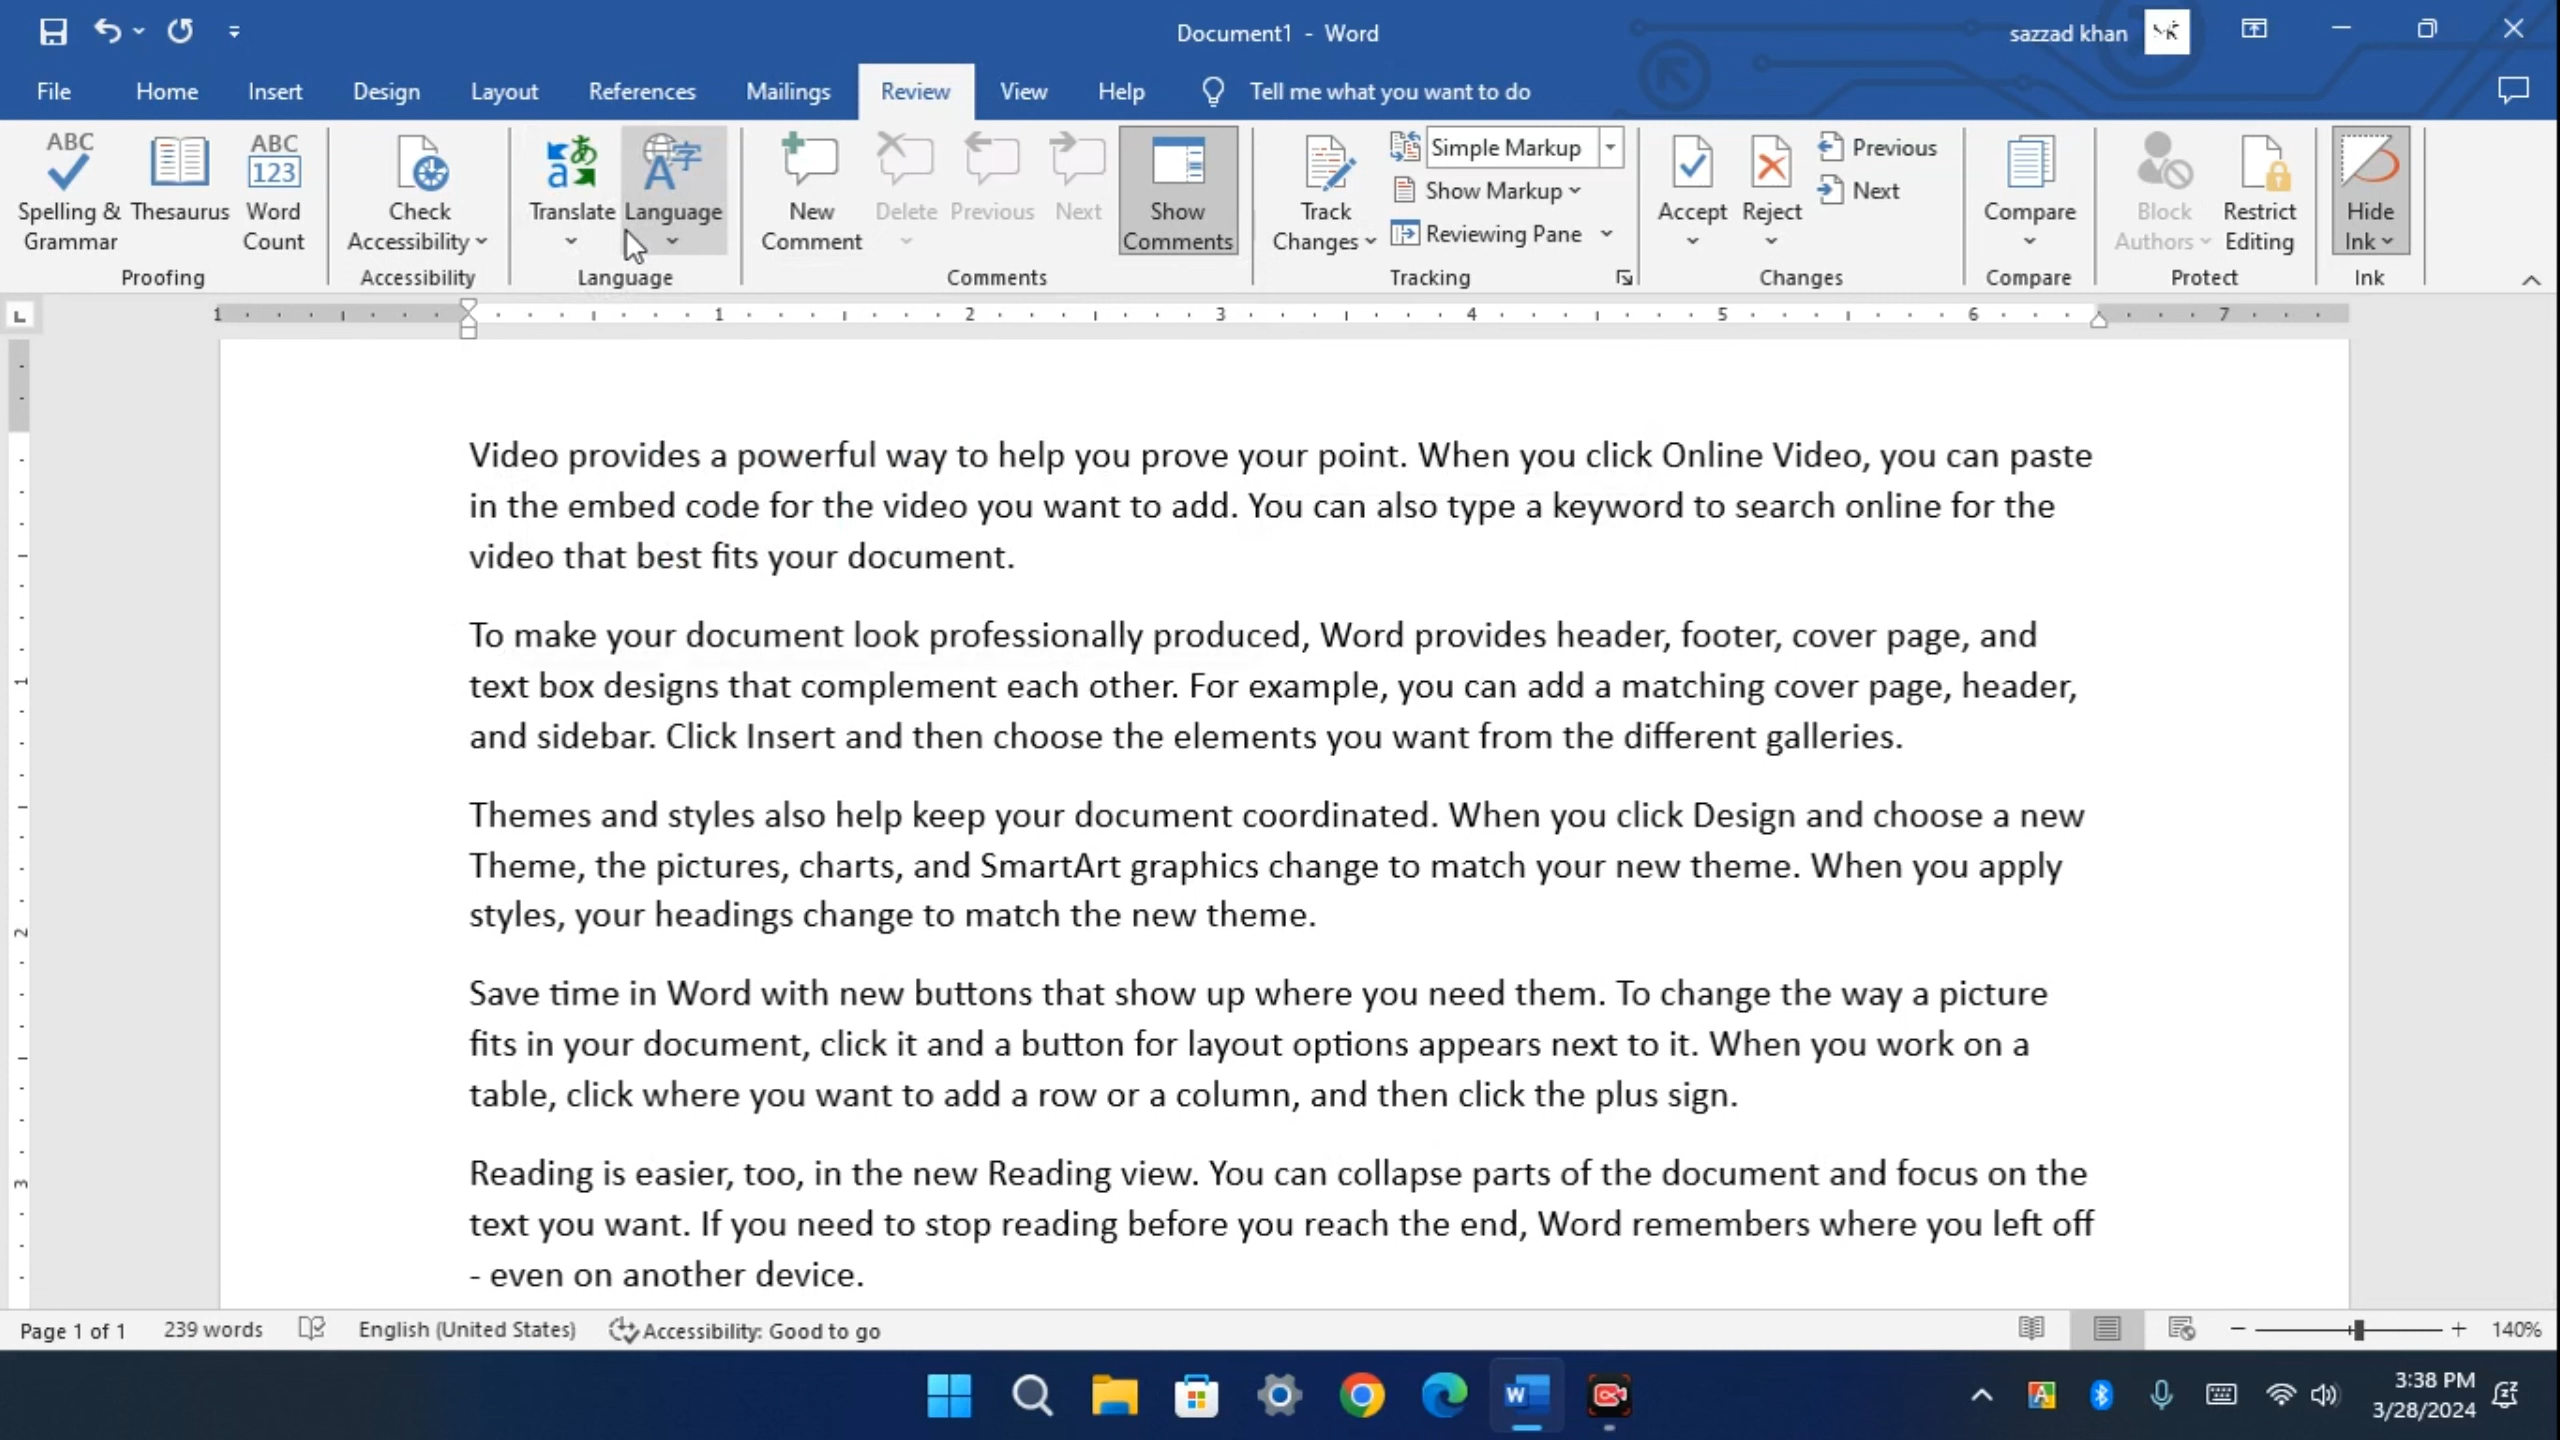 Document1 - Word
sazzad khan
File Home Insert Design Layout References Mailings Review View Help Tell me what you want to do
ABC
Spelling &
Grammar
Thesaurus
ABC
123
Word
Count
Proofing
Check
Accessibility
Accessibility
あ
a
Translate
A字
Language
Language
New
Comment
Delete
Previous
Next
Show
Comments
Comments
Track
Changes
Simple Markup
Show Markup
Reviewing Pane
Tracking
Accept
Reject
Previous
Next
Changes
Compare
Compare
Block
Authors
Restrict
Editing
Protect
Hide
Ink
Ink
L
1 1 2 3 4 5 6 7
Video provides a powerful way to help you prove your point. When you click Online Video, you can paste
in the embed code for the video you want to add. You can also type a keyword to search online for the
video that best fits your document.
To make your document look professionally produced, Word provides header, footer, cover page, and
text box designs that complement each other. For example, you can add a matching cover page, header,
and sidebar. Click Insert and then choose the elements you want from the different galleries.
1
Themes and styles also help keep your document coordinated. When you click Design and choose a new
Theme, the pictures, charts, and SmartArt graphics change to match your new theme. When you apply
styles, your headings change to match the new theme.
2
Save time in Word with new buttons that show up where you need them. To change the way a picture
fits in your document, click it and a button for layout options appears next to it. When you work on a
table, click where you want to add a row or a column, and then click the plus sign.
Reading is easier, too, in the new Reading view. You can collapse parts of the document and focus on the
3
text you want. If you need to stop reading before you reach the end, Word remembers where you left off
- even on another device.
Page 1 of 1 239 words English (United States) Accessibility: Good to go 140%
W
A
3:38 PM
3/28/2024